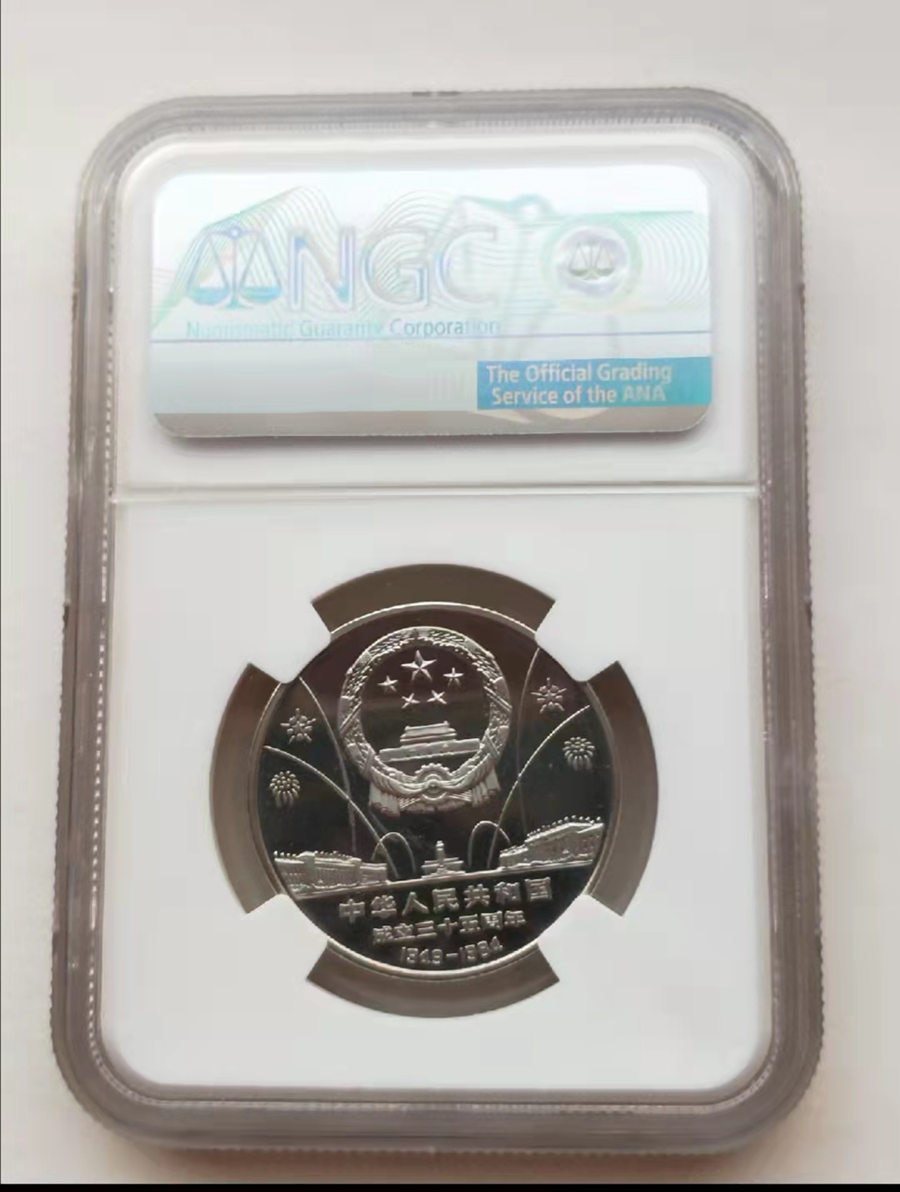 NGC
Numismatic Guaranty Corporation
The Official Grading
Service of the ANA
中华人民共和国
成立三十五周年
1949-1984